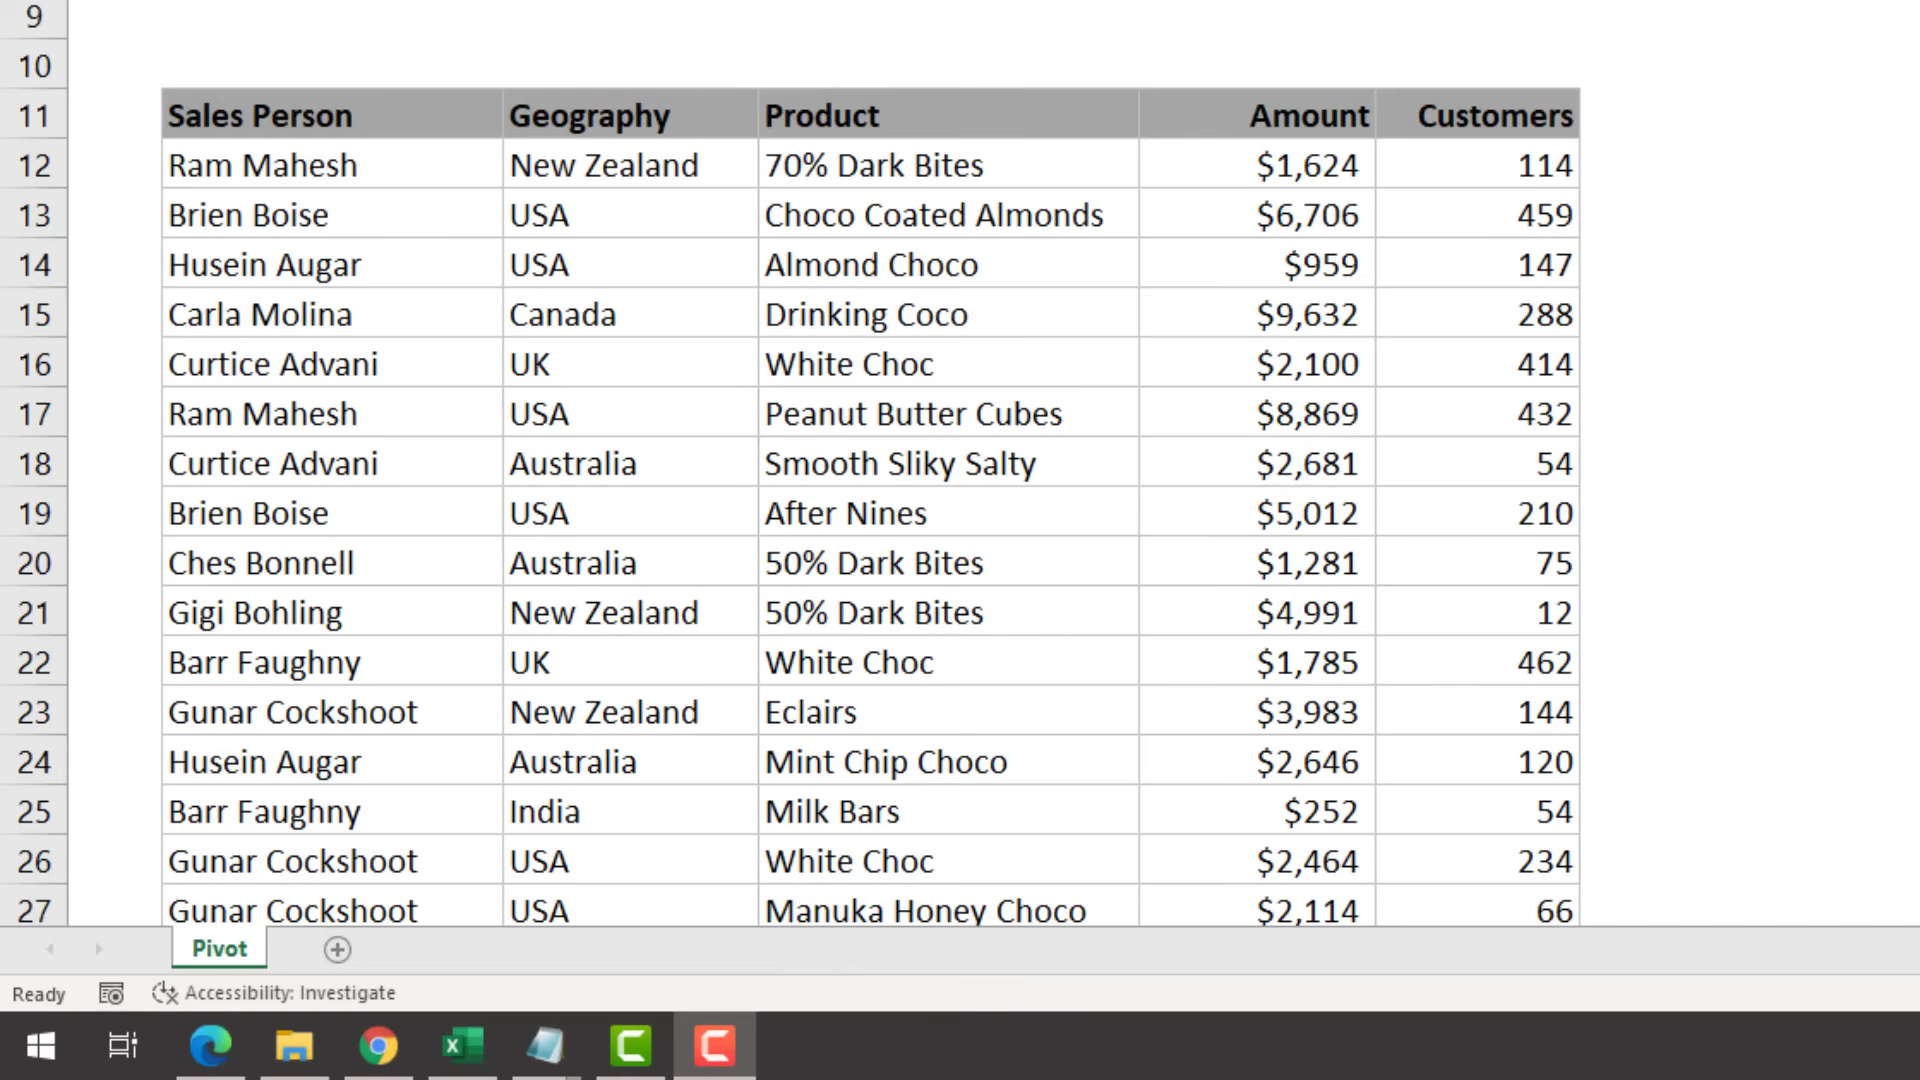 9
10
11 Sales Person Geography Product Amount Customers
12 Ram Mahesh New Zealand 70% Dark Bites $1,624 114
13 Brien Boise USA Choco Coated Almonds $6,706 459
14 Husein Augar USA Almond Choco $959 147
15 Carla Molina Canada Drinking Coco $9,632 288
16 Curtice Advani UK White Choc $2,100 414
17 Ram Mahesh USA Peanut Butter Cubes $8,869 432
18 Curtice Advani Australia Smooth Sliky Salty $2,681 54
19 Brien Boise USA After Nines $5,012 210
20 Ches Bonnell Australia 50% Dark Bites $1,281 75
21 Gigi Bohling New Zealand 50% Dark Bites $4,991 12
22 Barr Faughny UK White Choc $1,785 462
23 Gunar Cockshoot New Zealand Eclairs $3,983 144
24 Husein Augar Australia Mint Chip Choco $2,646 120
25 Barr Faughny India Milk Bars $252 54
26 Gunar Cockshoot USA White Choc $2,464 234
27 Gunar Cockshoot USA Manuka Honey Choco $2,114 66
Pivot
Ready Accessibility: Investigate